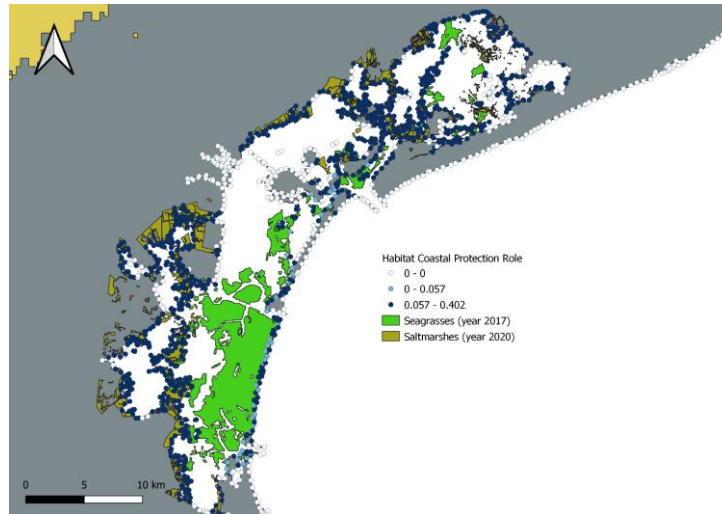 Habitat Coastal Protection Role
0 - 0
0 - 0.057
0.057 - 0.402
Seagrasses (year 2017)
Saltmarshes (year 2020)
0 5 10 km